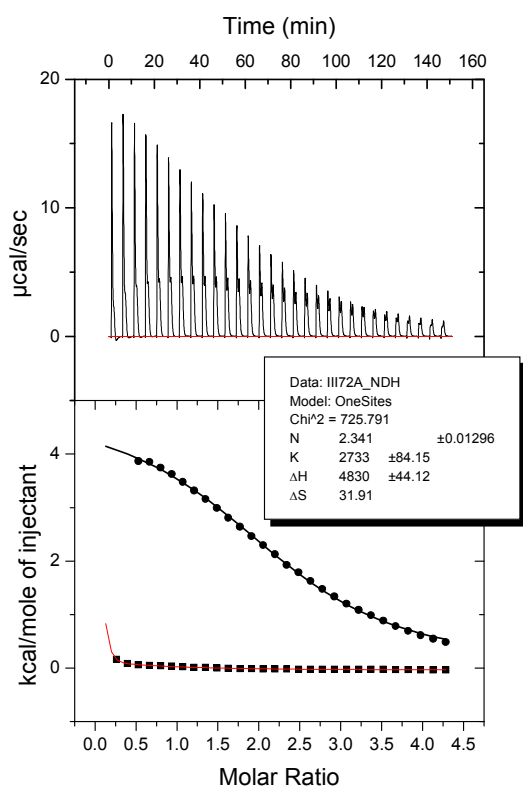 Time (min)
0 20 40 60 80 100 120 140 160
20
10
0
µcal/sec
Data: III72A_NDH
Model: OneSites
Chi^2 = 725.791
N 2.341 ±0.01296
K 2733 ±84.15
ΔH 4830 ±44.12
ΔS 31.91
4
2
0
kcal/mole of injectant
0.0 0.5 1.0 1.5 2.0 2.5 3.0 3.5 4.0 4.5
Molar Ratio